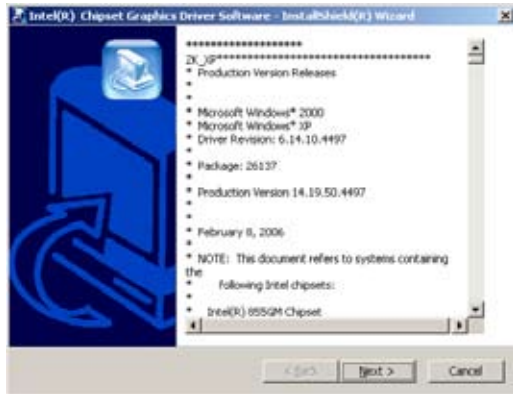 Intel(R) Chipset Graphics Driver Software - InstallShield(R) Wizard
********************
2K_XP*****************************************
* Production Version Releases
*
*
* Microsoft Windows* 2000
* Microsoft Windows* XP
* Driver Revision: 6.14.10.4497
*
* Package: 26137
*
* Production Version 14.19.50.4497
*
*
* February 8, 2006
*
* NOTE: This document refers to systems containing
the
* Following Intel chipsets:
*
* Intel(R) 855GM Chipset
< Back
Next >
Cancel